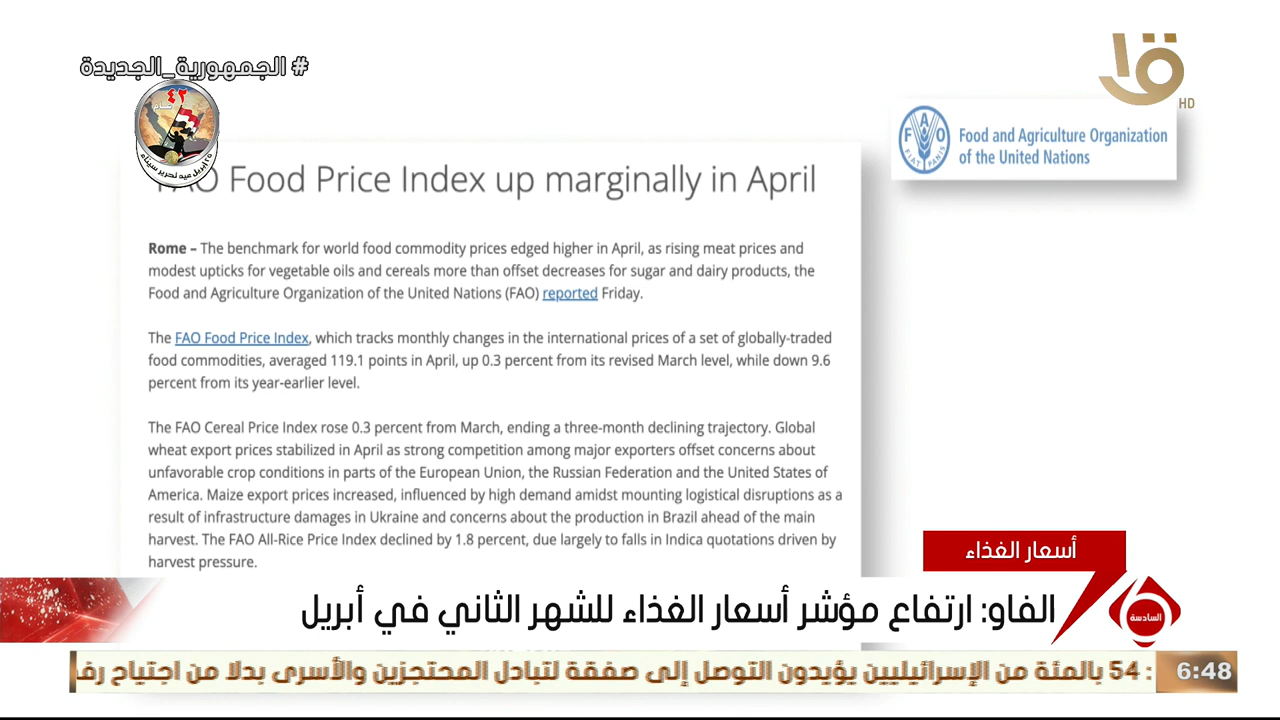 # الجمهورية_الجديدة
٤٢
عام
٢٥ ابريل عيد تحرير سيناء
١٥
HD
F A O
FIAT PANIS
Food and Agriculture Organization
of the United Nations
FAO Food Price Index up marginally in April
Rome – The benchmark for world food commodity prices edged higher in April, as rising meat prices and
modest upticks for vegetable oils and cereals more than offset decreases for sugar and dairy products, the
Food and Agriculture Organization of the United Nations (FAO) reported Friday.
The FAO Food Price Index, which tracks monthly changes in the international prices of a set of globally-traded
food commodities, averaged 119.1 points in April, up 0.3 percent from its revised March level, while down 9.6
percent from its year-earlier level.
The FAO Cereal Price Index rose 0.3 percent from March, ending a three-month declining trajectory. Global
wheat export prices stabilized in April as strong competition among major exporters offset concerns about
unfavorable crop conditions in parts of the European Union, the Russian Federation and the United States of
America. Maize export prices increased, influenced by high demand amidst mounting logistical disruptions as a
result of infrastructure damages in Ukraine and concerns about the production in Brazil ahead of the main
harvest. The FAO All-Rice Price Index declined by 1.8 percent, due largely to falls in Indica quotations driven by
harvest pressure.
أسعار الغذاء
السادسة
الفاو: ارتفاع مؤشر أسعار الغذاء للشهر الثاني في أبريل
6:48
: 54 بالمئة من الإسرائيليين يؤيدون التوصل إلى صفقة لتبادل المحتجزين والأسرى بدلا من اجتياح رف